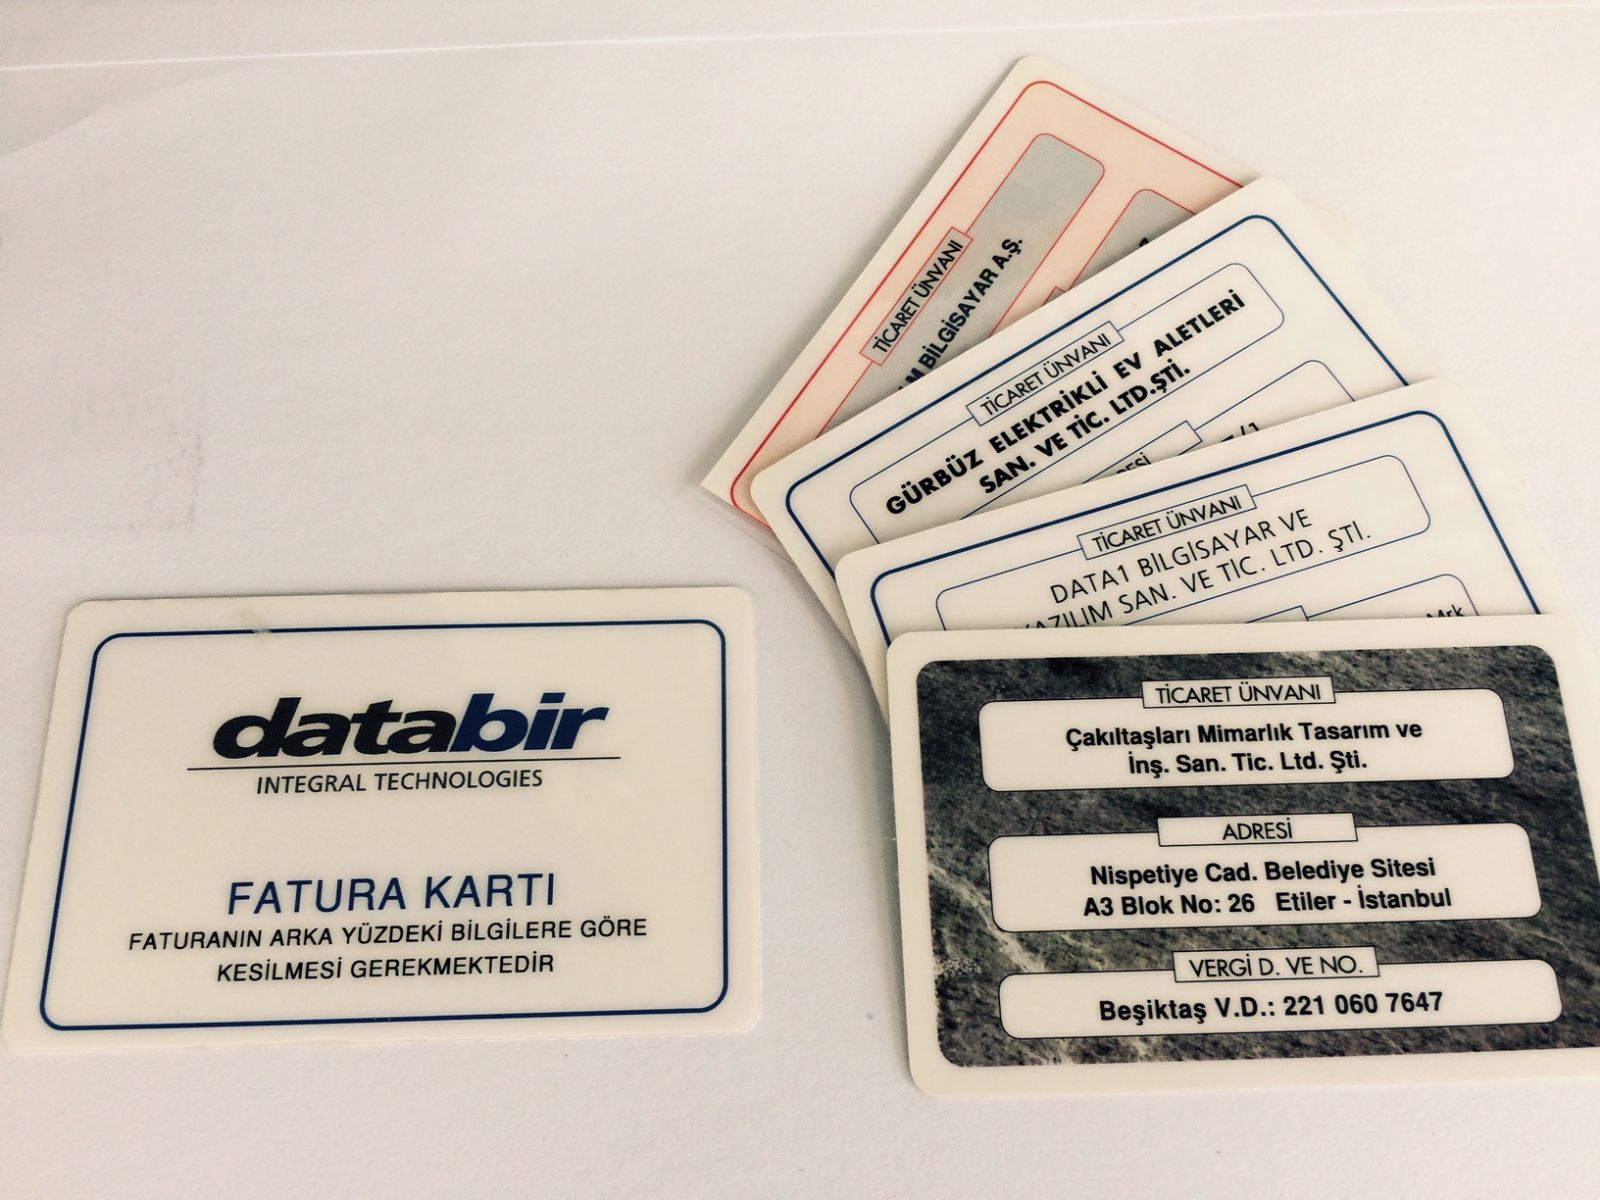 databir
INTEGRAL TECHNOLOGIES
FATURA KARTI
FATURANIN ARKA YÜZDEKİ BİLGİLERE GÖRE
KESİLMESİ GEREKMEKTEDİR
TİCARET ÜNVANI
BİLGİSAYAR A.Ş.
TİCARET ÜNVANI
GÜRBÜZ ELEKTRİKLİ EV ALETLERİ
SAN. VE TİC. LTD.ŞTİ.
TİCARET ÜNVANI
DATA1 BİLGİSAYAR VE
SAN. VE TİC. LTD. ŞTİ.
Mrk
TİCARET ÜNVANI
Çakıltaşları Mimarlık Tasarım ve
İnş. San. Tic. Ltd. Şti.
ADRESİ
Nispetiye Cad. Belediye Sitesi
A3 Blok No: 26 Etiler - İstanbul
VERGİ D. VE NO.
Beşiktaş V.D.: 221 060 7647